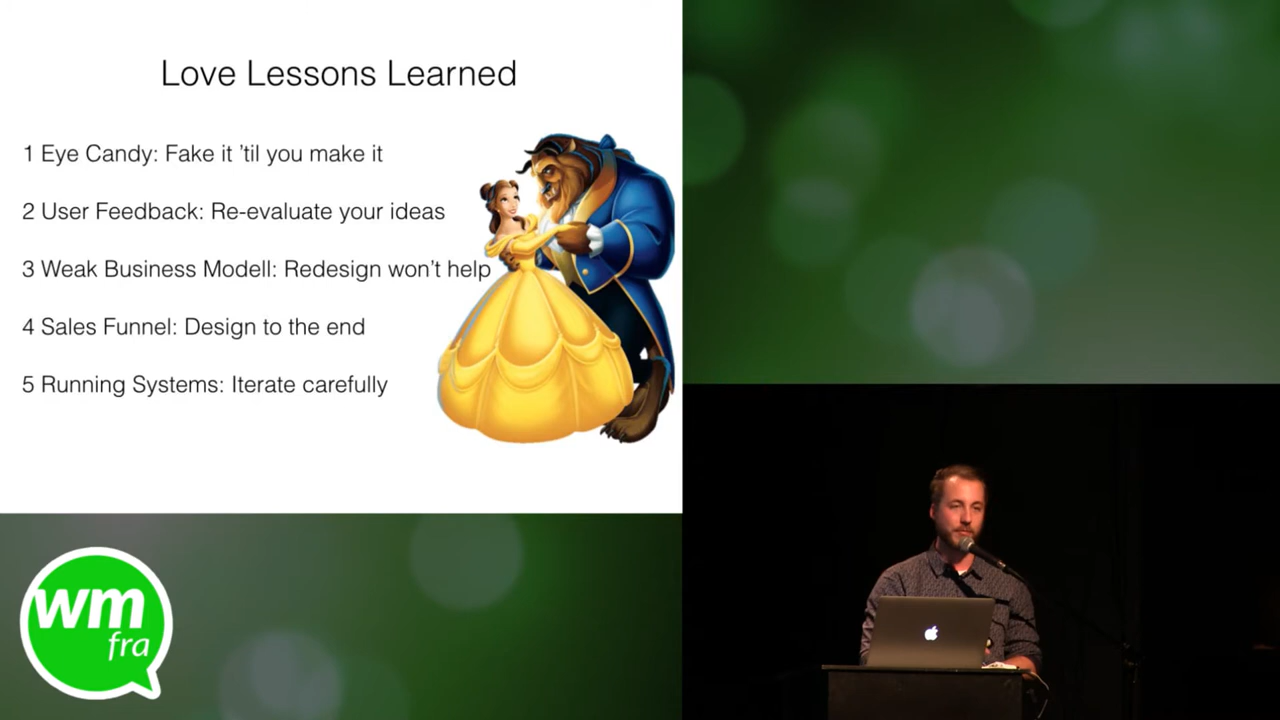 Love Lessons Learned
1 Eye Candy: Fake it ’til you make it
2 User Feedback: Re-evaluate your ideas
3 Weak Business Modell: Redesign won’t help
4 Sales Funnel: Design to the end
5 Running Systems: Iterate carefully
wm
fra